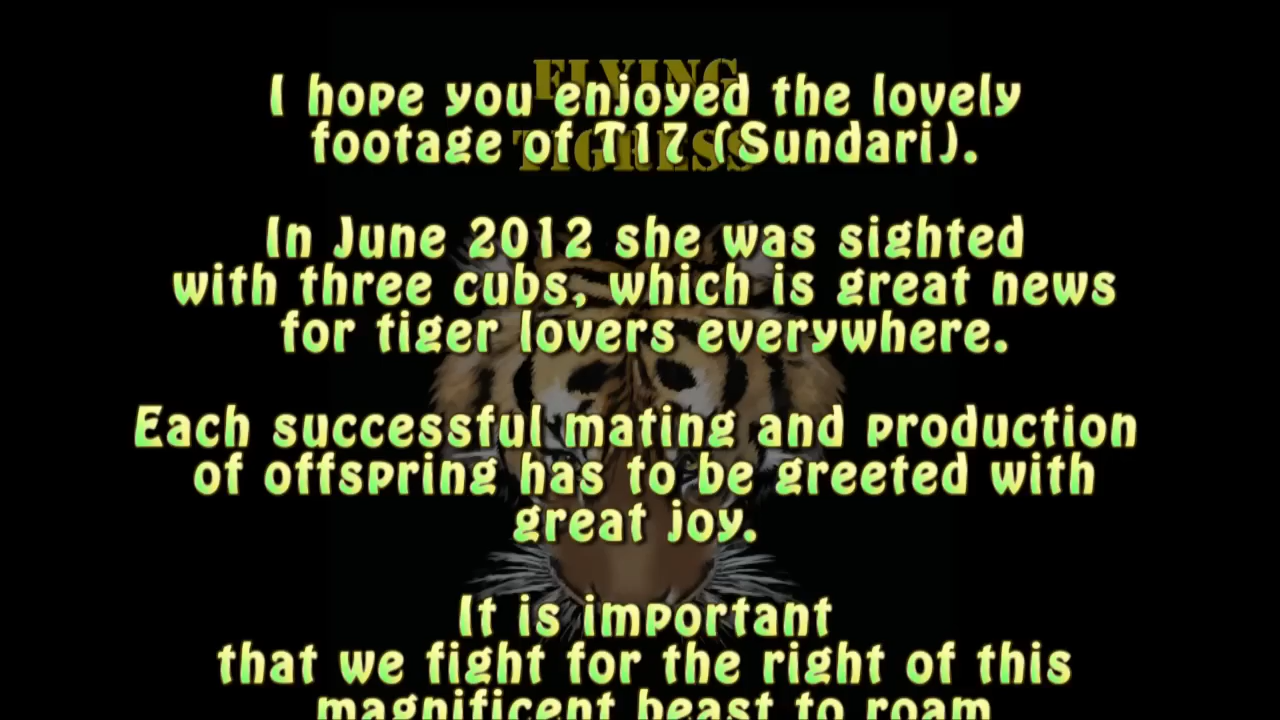 FLYING
TIGRESS
I hope you enjoyed the lovely
footage of T17 (Sundari).
In June 2012 she was sighted
with three cubs, which is great news
for tiger lovers everywhere.
Each successful mating and production
of offspring has to be greeted with
great joy.
It is important
that we fight for the right of this
magnificent beast to roam